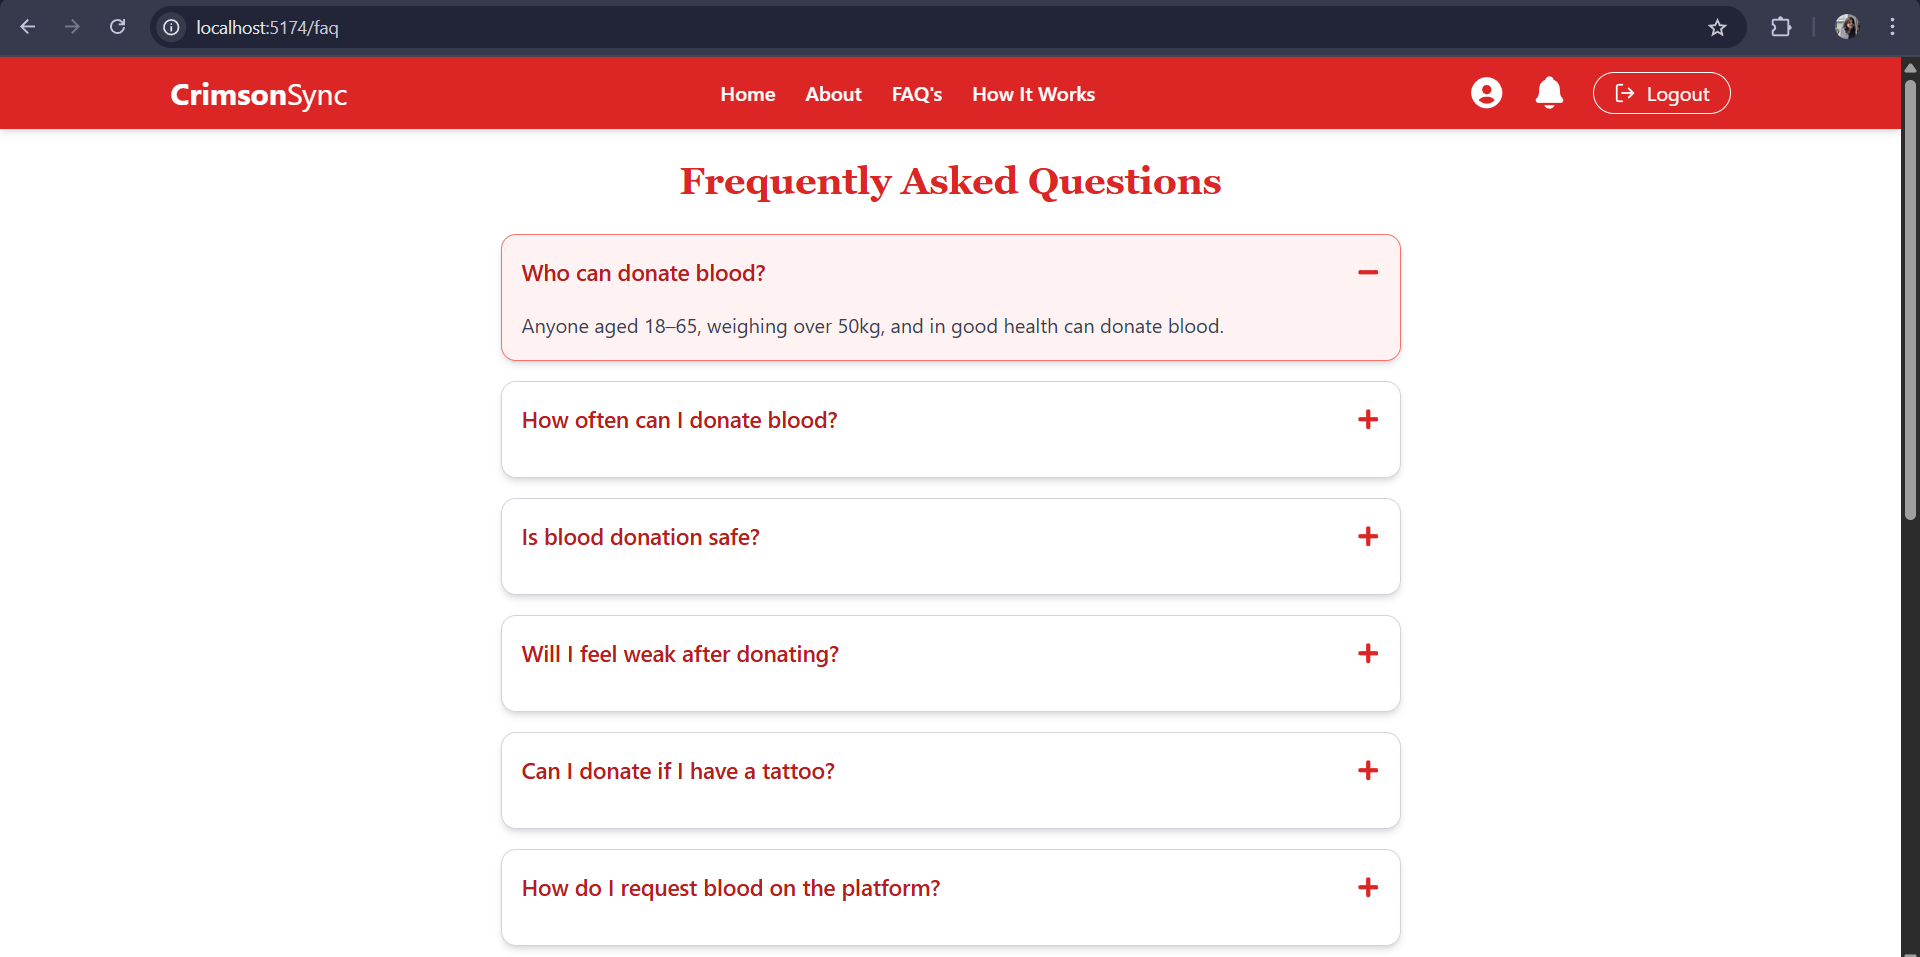 localhost:5174/faq
CrimsonSync
Home About FAQ's How It Works
Logout
Frequently Asked Questions
Who can donate blood?
Anyone aged 18–65, weighing over 50kg, and in good health can donate blood.
How often can I donate blood?
Is blood donation safe?
Will I feel weak after donating?
Can I donate if I have a tattoo?
How do I request blood on the platform?